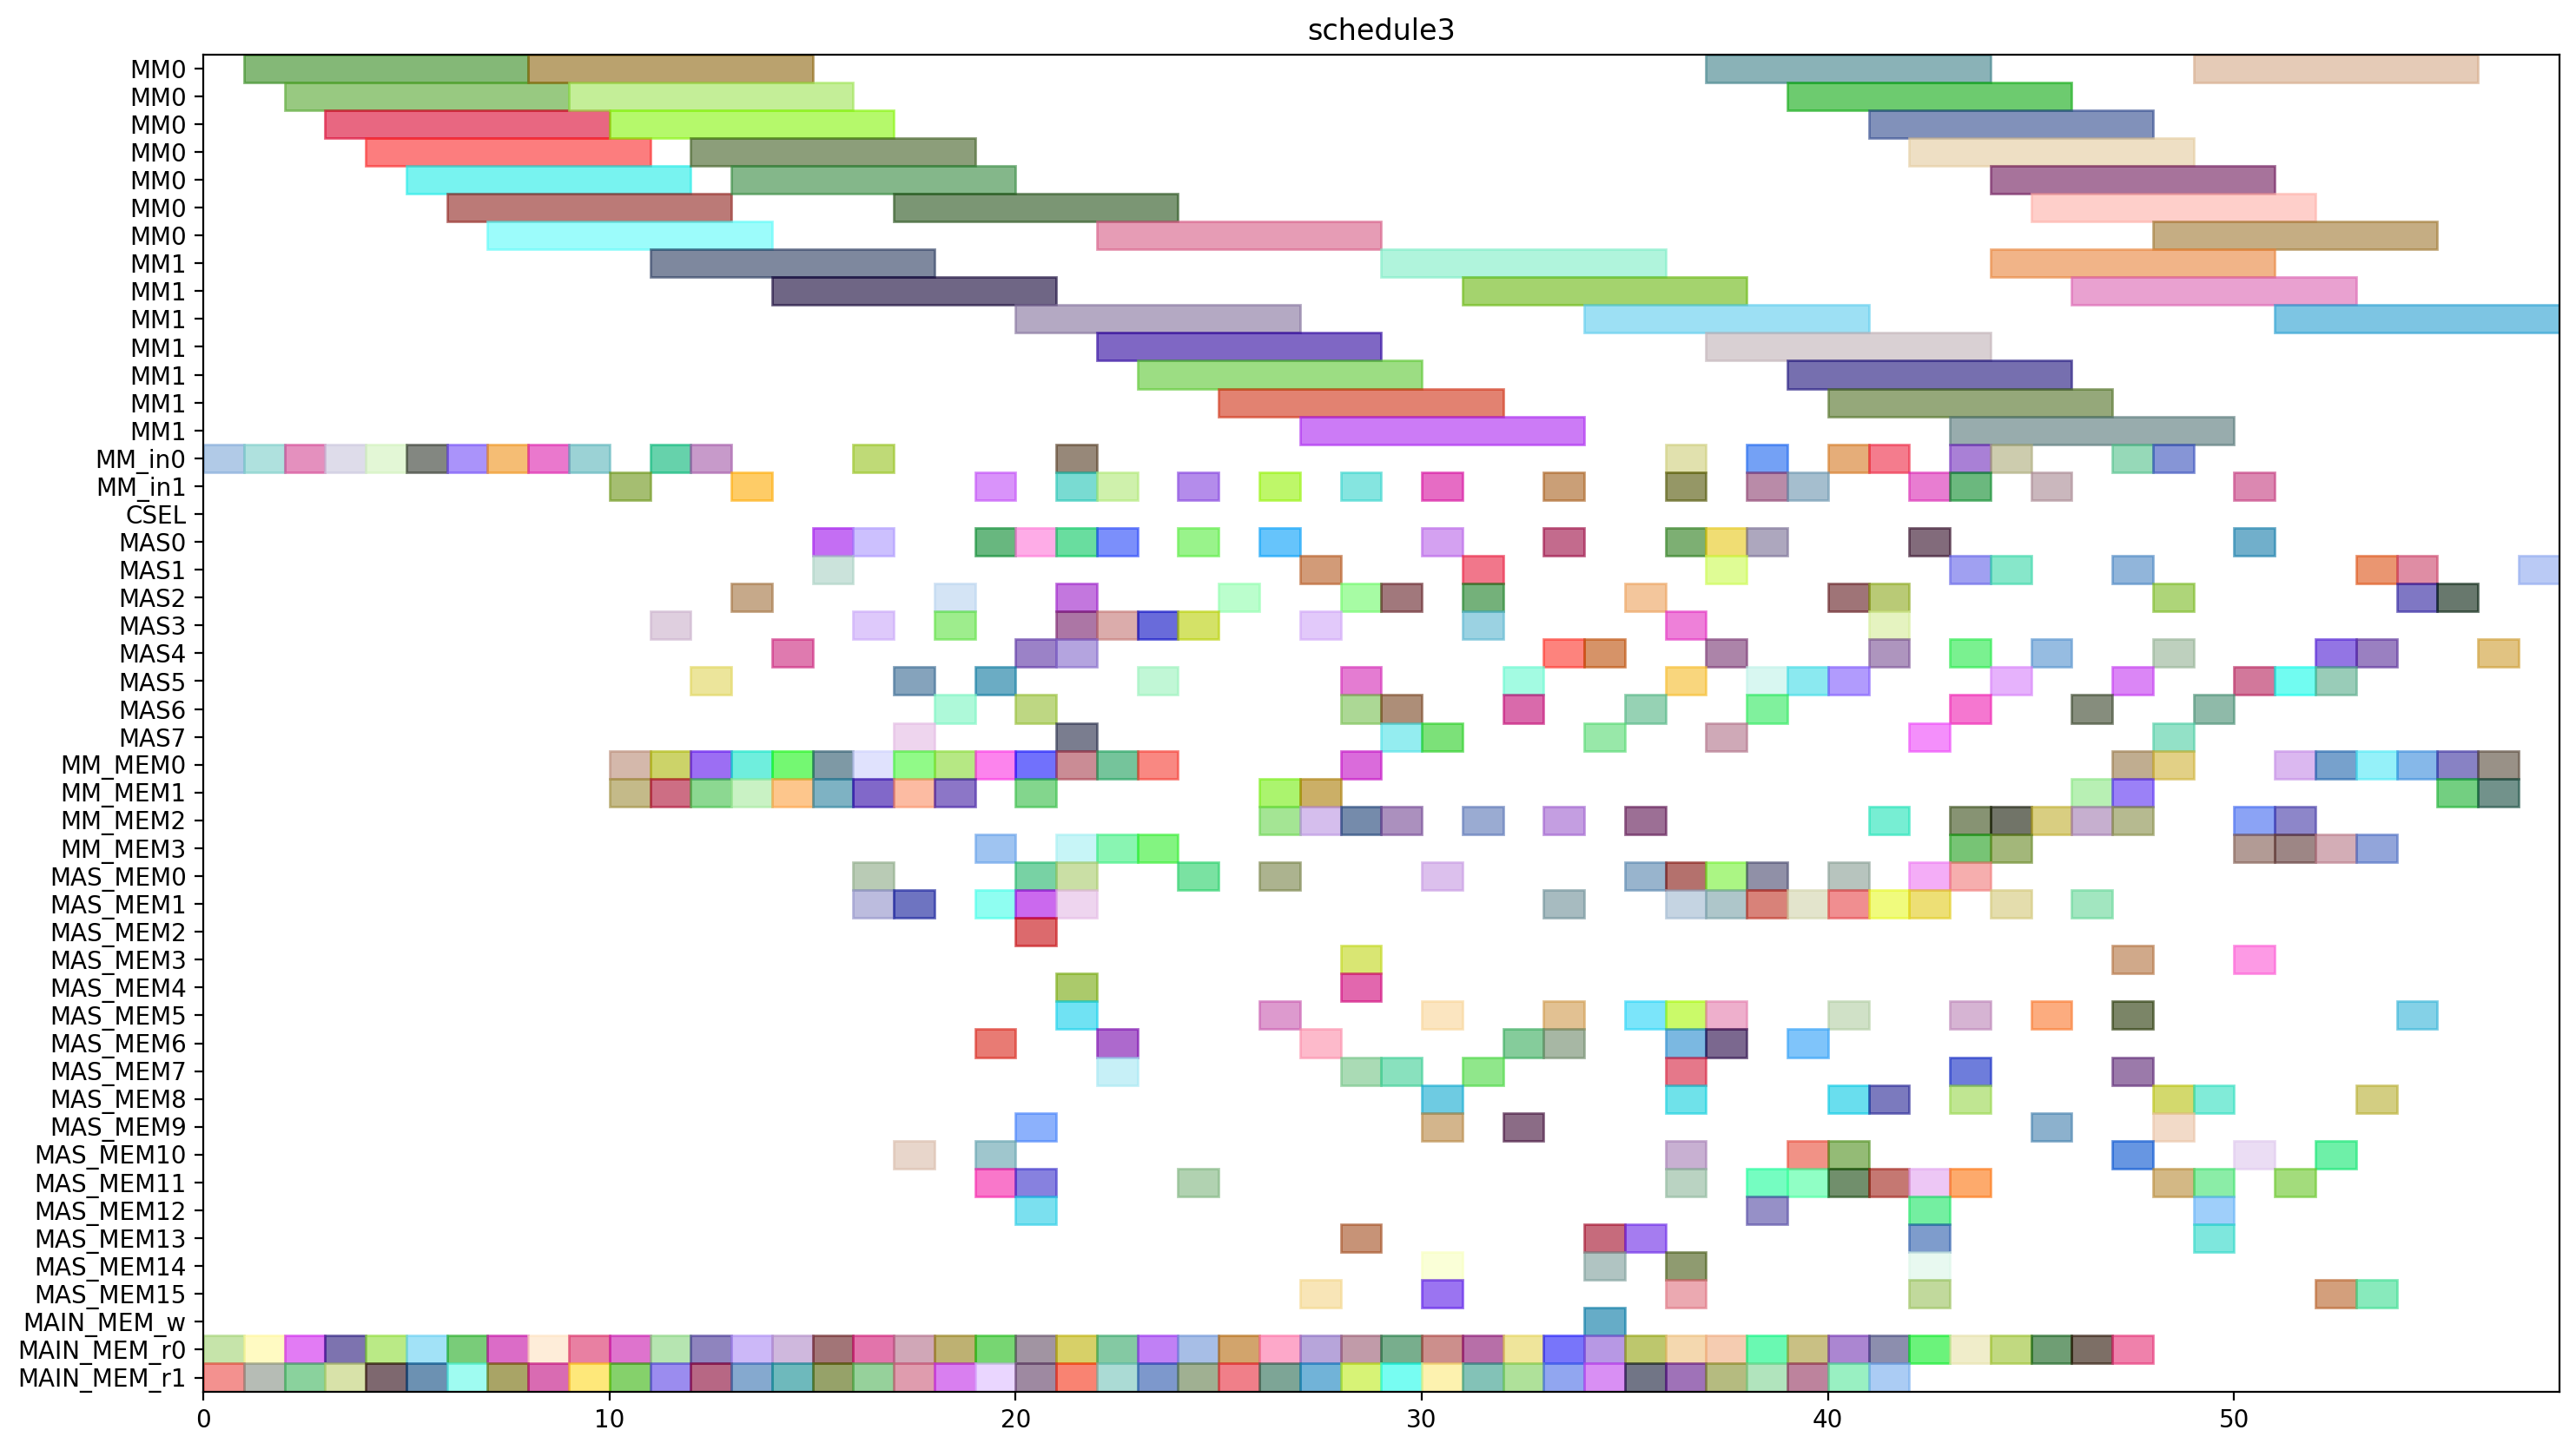 schedule3
MM0
MM0
MM0
MM0
MM0
MM0
MM0
MM1
MM1
MM1
MM1
MM1
MM1
MM1
MM_in0
MM_in1
CSEL
MAS0
MAS1
MAS2
MAS3
MAS4
MAS5
MAS6
MAS7
MM_MEM0
MM_MEM1
MM_MEM2
MM_MEM3
MAS_MEM0
MAS_MEM1
MAS_MEM2
MAS_MEM3
MAS_MEM4
MAS_MEM5
MAS_MEM6
MAS_MEM7
MAS_MEM8
MAS_MEM9
MAS_MEM10
MAS_MEM11
MAS_MEM12
MAS_MEM13
MAS_MEM14
MAS_MEM15
MAIN_MEM_w
MAIN_MEM_r0
MAIN_MEM_r1
0 10 20 30 40 50